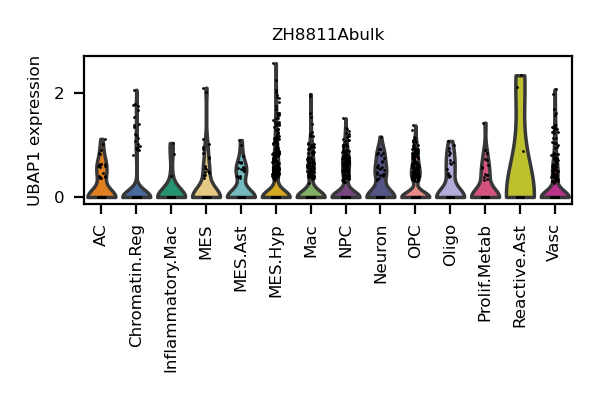 ZH8811Abulk
UBAP1 expression
2
0
AC
Chromatin.Reg
Inflammatory.Mac
MES
MES.Ast
MES.Hyp
Mac
NPC
Neuron
OPC
Oligo
Prolif.Metab
Reactive.Ast
Vasc